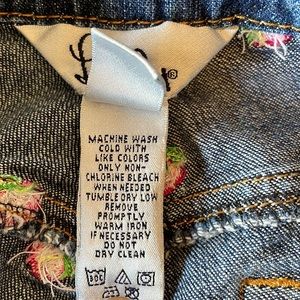 ®
MACHINE WASH
COLD WITH
LIKE COLORS
ONLY NON-
CHLORINE BLEACH
WHEN NEEDED
TUMBLE DRY LOW
REMOVE
PROMPTLY
WARM IRON
IF NECESSARY
DO NOT
DRY CLEAN